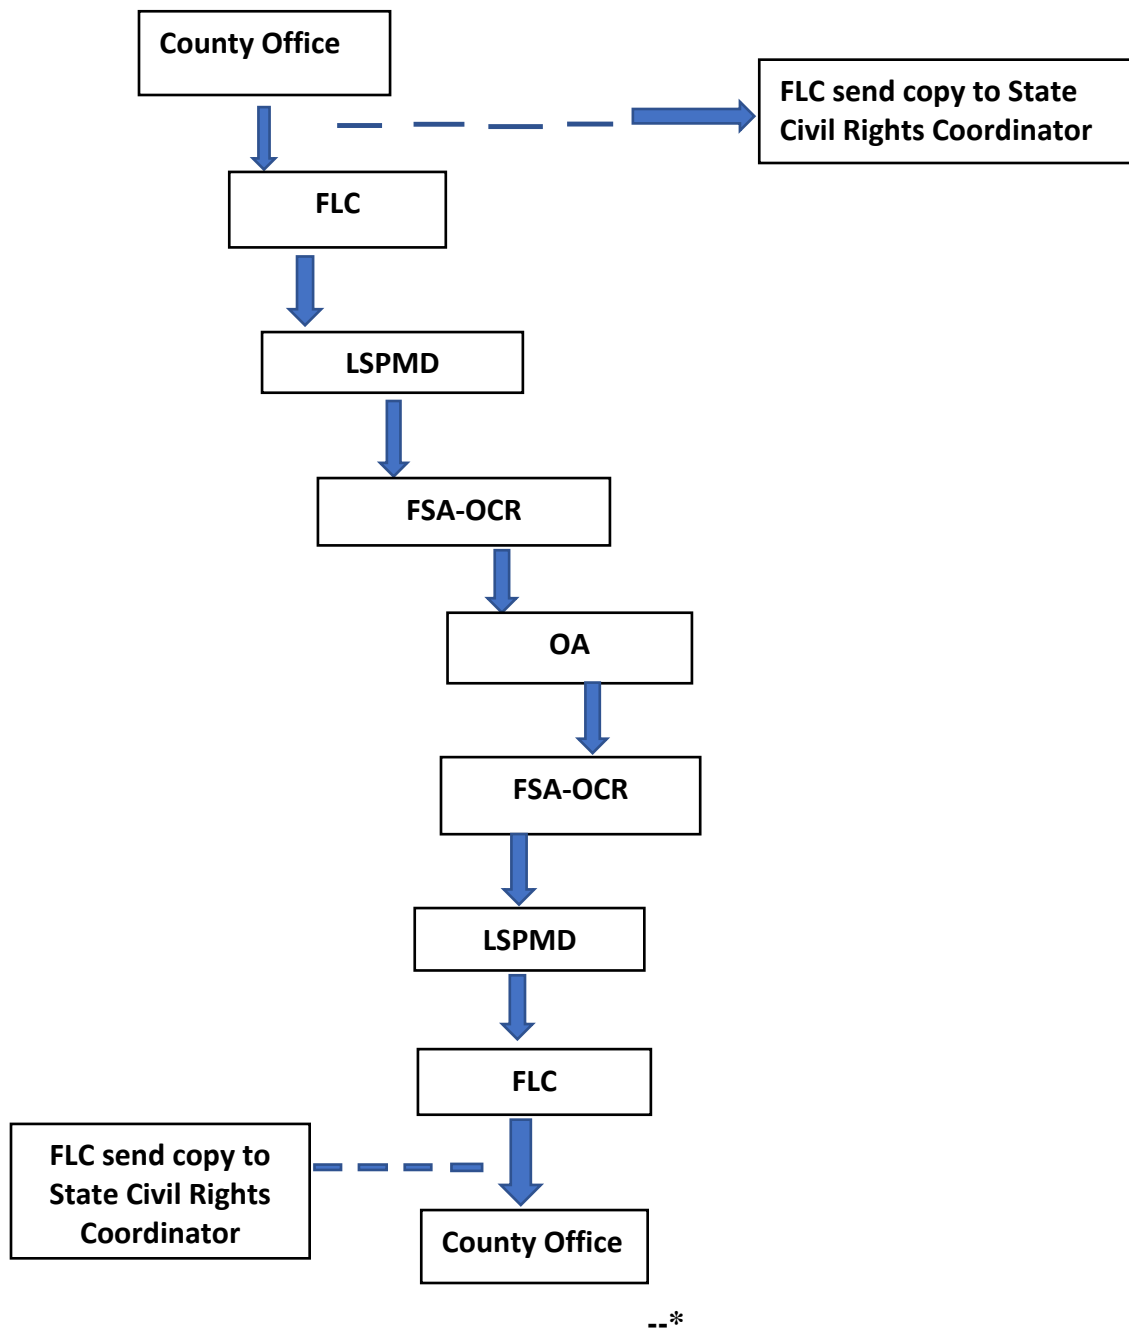 County Office
FLC send copy to State
Civil Rights Coordinator
FLC
LSPMD
FSA-OCR
OA
FSA-OCR
LSPMD
FLC
FLC send copy to
State Civil Rights
Coordinator
County Office
--*